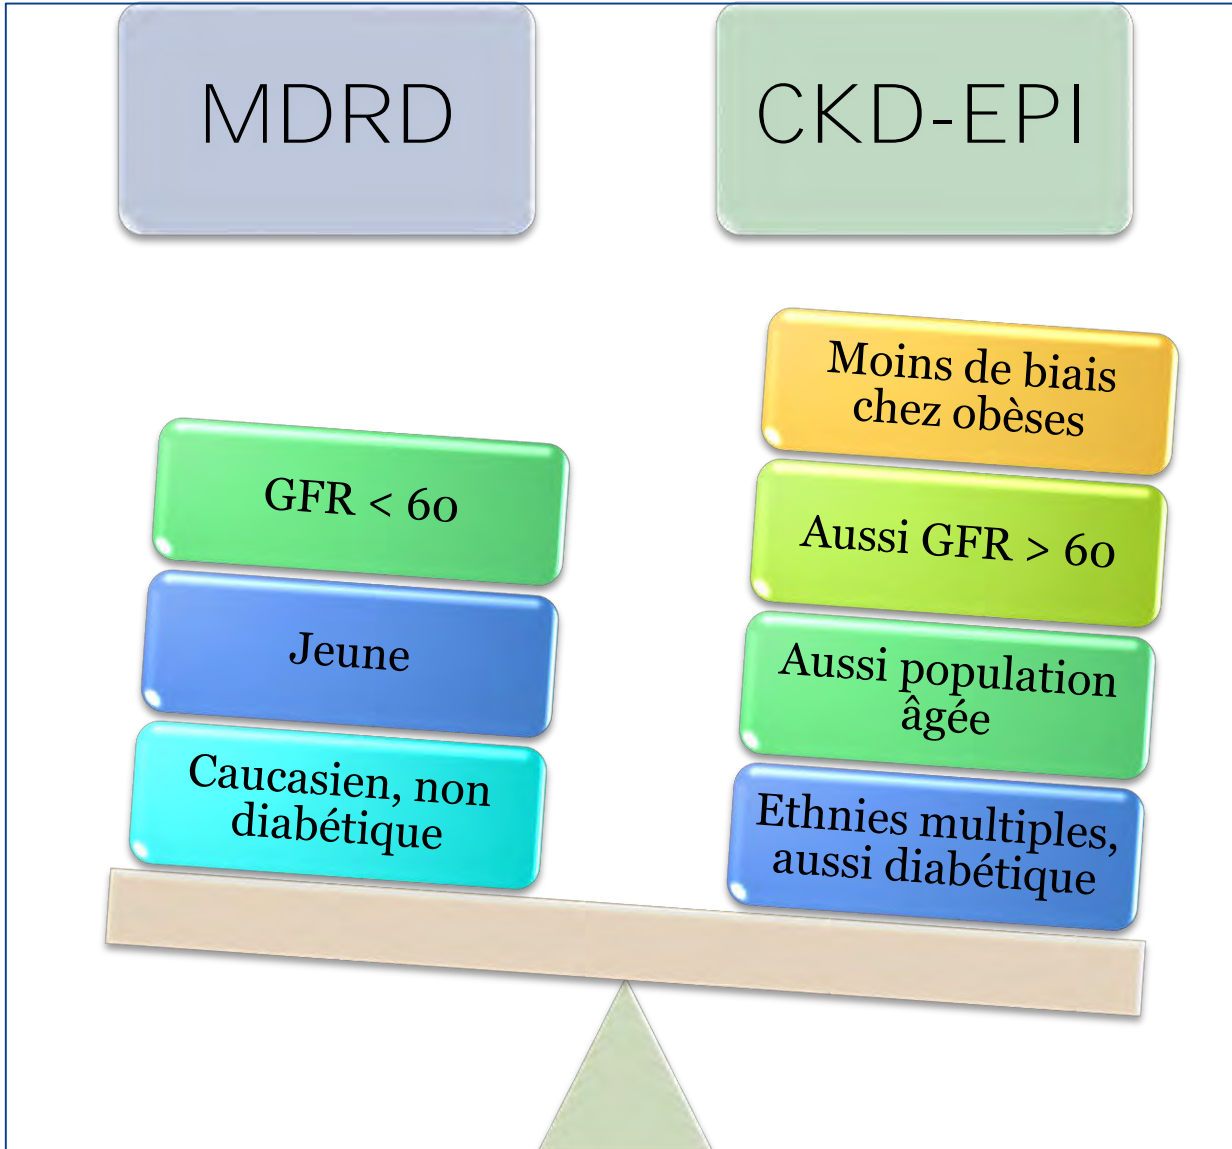 MDRD
CKD-EPI
GFR < 60
Jeune
Caucasien, non
diabétique
Moins de biais
chez obèses
Aussi GFR > 60
Aussi population
âgée
Ethnies multiples,
aussi diabétique